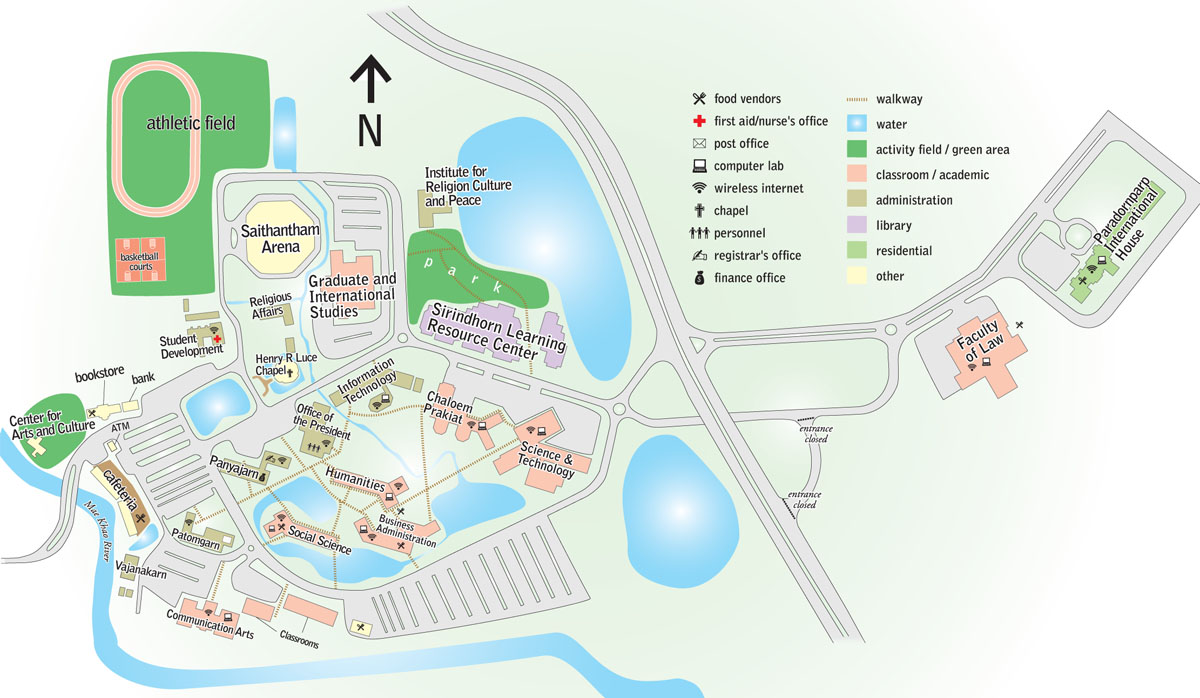 athletic field
basketball
courts
N
Institute for
Religion Culture
and Peace
Saithantham
Arena
Graduate and
International
Studies
park
Religious
Affairs
Sirindhorn Learning
Resource Center
Student
Development
Henry R Luce
Chapel
bookstore
bank
Center for
Arts and Culture
ATM
Information
Technology
Office of
the President
Chaloem
Prakiat
Science &
Technology
Panyajarn
Humanities
cafeteria
Mae Khao River
Patomgarn
Social Science
Business
Administration
Vajanakarn
Communication Arts
Classrooms
food vendors
first aid/nurse's office
post office
computer lab
wireless internet
chapel
personnel
registrar's office
finance office
walkway
water
activity field / green area
classroom / academic
administration
library
residential
other
Paradornparp
International
House
Faculty
of Law
entrance
closed
entrance
closed